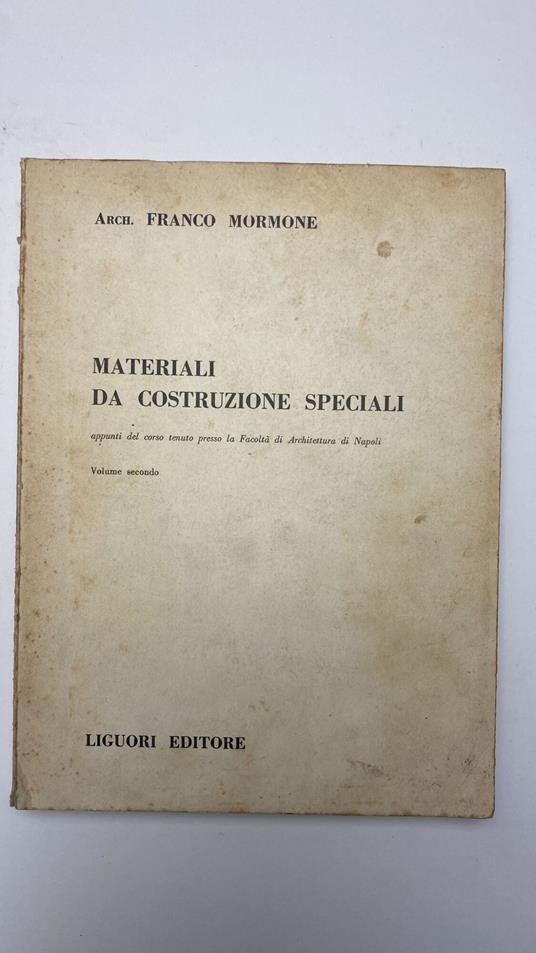 Arch. FRANCO MORMONE
MATERIALI
DA COSTRUZIONE SPECIALI
appunti del corso tenuto presso la Facoltà di Architettura di Napoli
Volume secondo
LIGUORI EDITORE